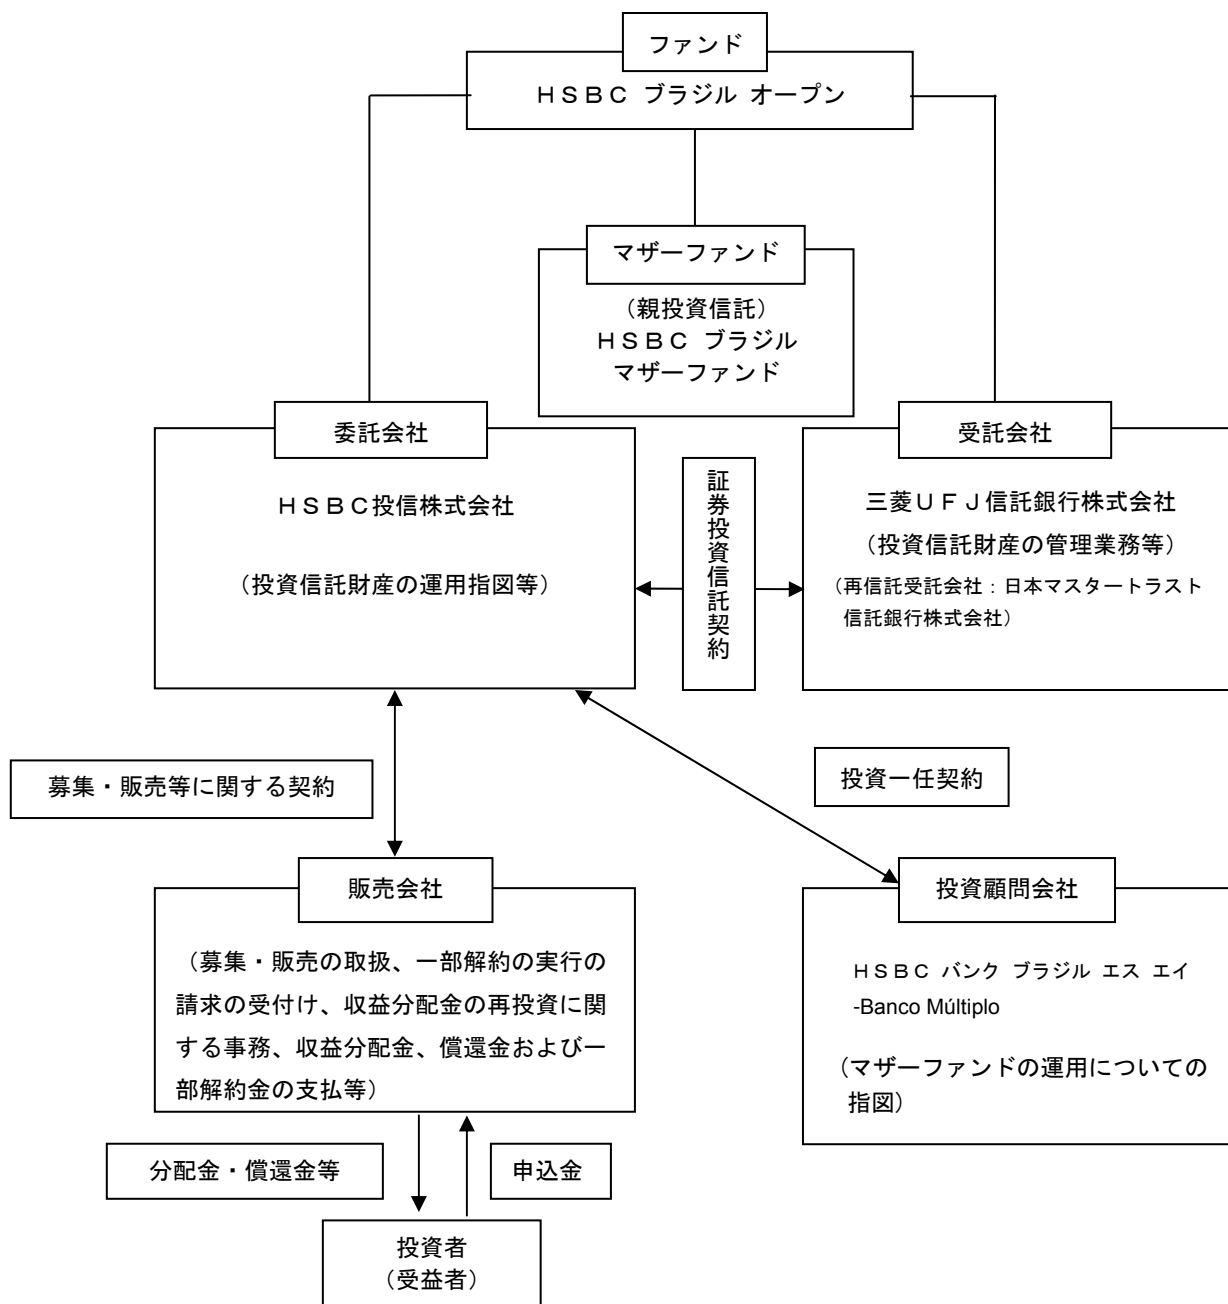 ファンド
ＨＳＢＣ ブラジル オープン
マザーファンド
（親投資信託）
ＨＳＢＣ ブラジル
マザーファンド
委託会社
ＨＳＢＣ投信株式会社
（投資信託財産の運用指図等）
証券投資信託契約
受託会社
三菱ＵＦＪ信託銀行株式会社
（投資信託財産の管理業務等）
（再信託受託会社：日本マスタートラスト
信託銀行株式会社）
募集・販売等に関する契約
投資一任契約
販売会社
（募集・販売の取扱、一部解約の実行の
請求の受付け、収益分配金の再投資に関
する事務、収益分配金、償還金および一
部解約金の支払等）
投資顧問会社
ＨＳＢＣ バンク ブラジル エス エイ
-Banco Múltiplo
（マザーファンドの運用についての
指図）
分配金・償還金等
申込金
投資者
（受益者）